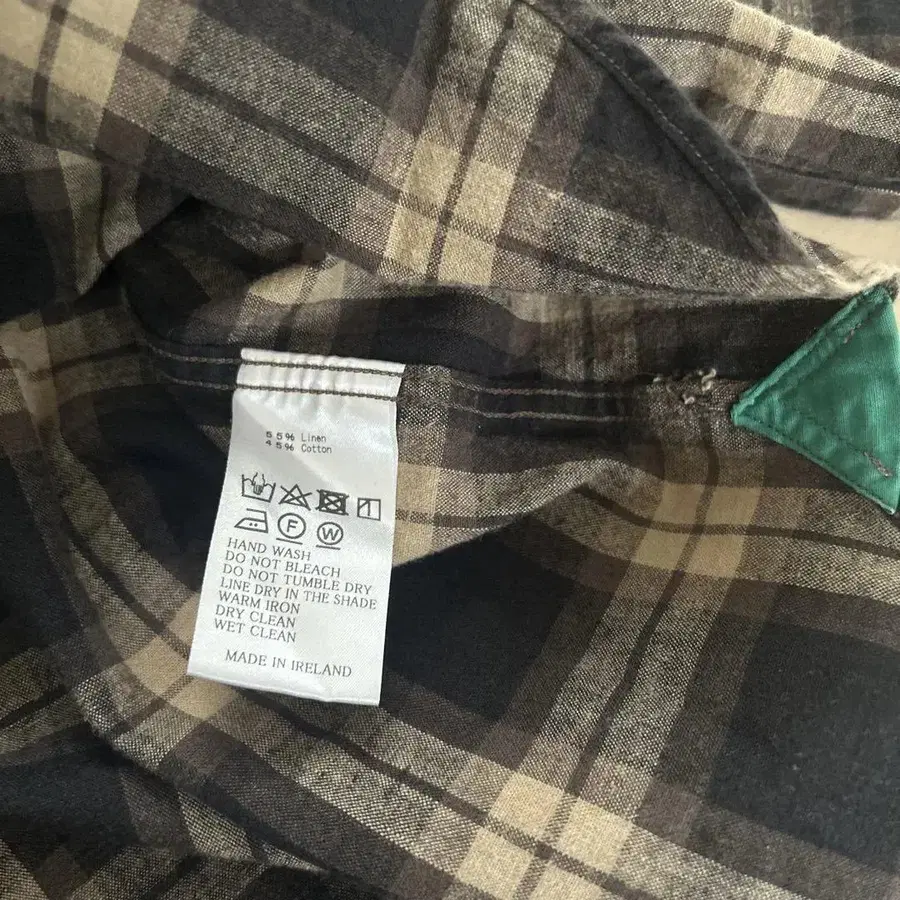 55% Linen
45% Cotton
F W
HAND WASH
DO NOT BLEACH
DO NOT TUMBLE DRY
LINE DRY IN THE SHADE
WARM IRON
DRY CLEAN
WET CLEAN
MADE IN IRELAND